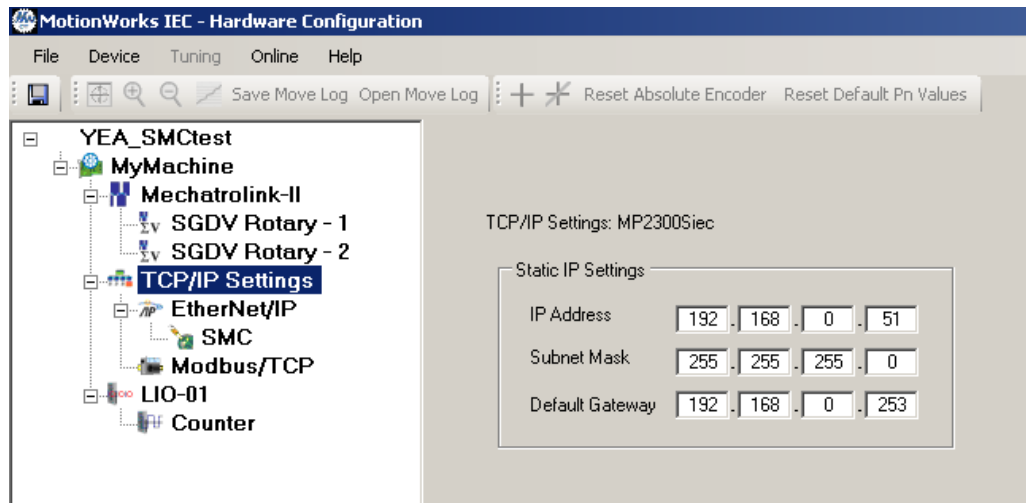 MotionWorks IEC - Hardware Configuration
File Device Tuning Online Help
Save Move Log Open Move Log Reset Absolute Encoder Reset Default Pn Values
YEA_SMCtest
MyMachine
Mechatrolink-II
SGDV Rotary - 1
SGDV Rotary - 2
TCP/IP Settings
EtherNet/IP
SMC
Modbus/TCP
LIO-01
Counter
TCP/IP Settings: MP2300Siec
Static IP Settings
IP Address 192 . 168 . 0 . 51
Subnet Mask 255 . 255 . 255 . 0
Default Gateway 192 . 168 . 0 . 253